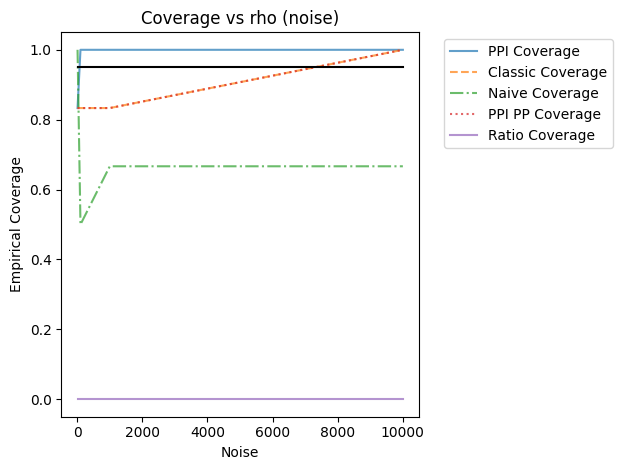 Coverage vs rho (noise)
Empirical Coverage
1.0
0.8
0.6
0.4
0.2
0.0
0
2000
4000
6000
8000
10000
Noise
PPI Coverage
Classic Coverage
Naive Coverage
PPI PP Coverage
Ratio Coverage